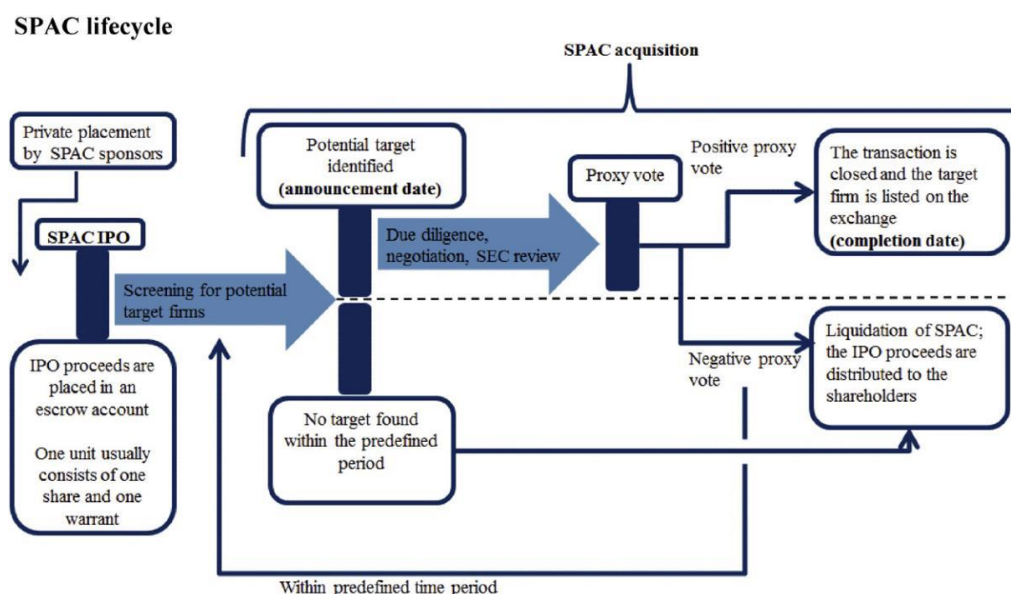 SPAC lifecycle
SPAC acquisition
Private placement
by SPAC sponsors
SPAC IPO
IPO proceeds are
placed in an
escrow account
One unit usually
consists of one
share and one
warrant
Screening for potential
target firms
Potential target
identified
(announcement date)
No target found
within the predefined
period
Due diligence,
negotiation, SEC review
Proxy vote
Positive proxy
vote
The transaction is
closed and the target
firm is listed on the
exchange
(completion date)
Negative proxy
vote
Liquidation of SPAC;
the IPO proceeds are
distributed to the
shareholders
Within predefined time period